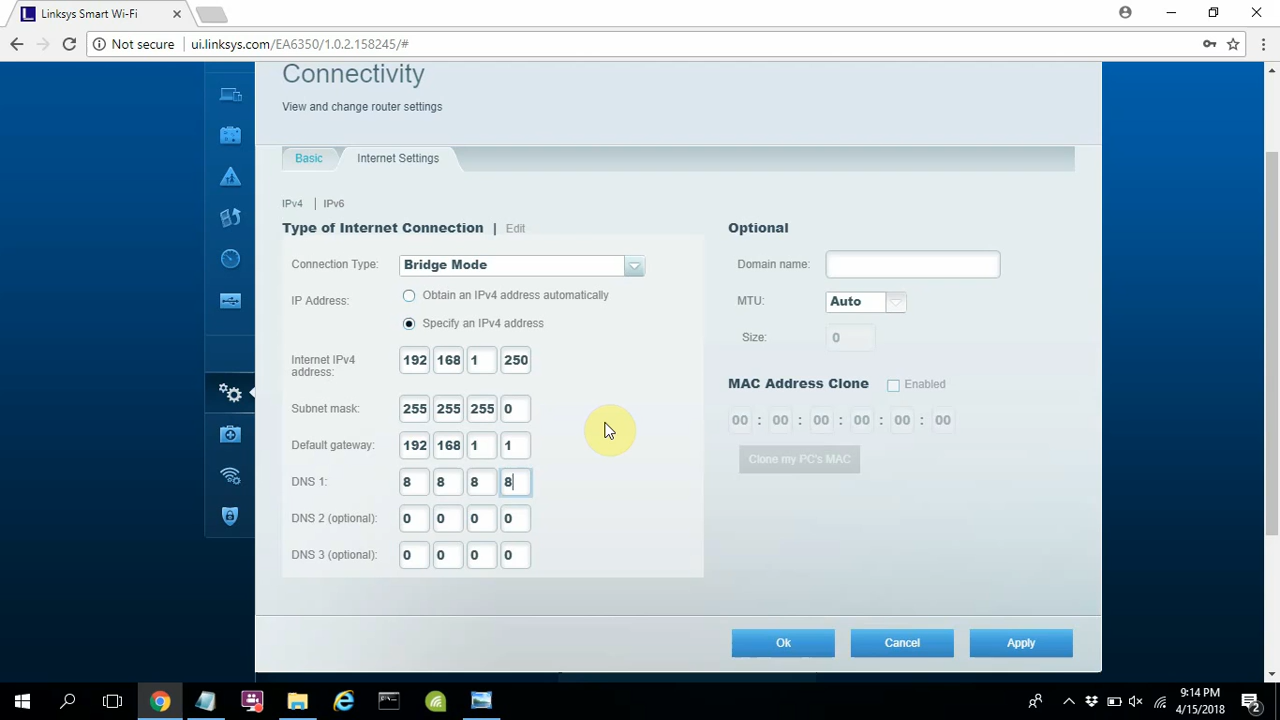 Linksys Smart Wi-Fi
Not secure ui.linksys.com/EA6350/1.0.2.158245/#
Connectivity
View and change router settings
Basic Internet Settings
IPv4 | IPv6
Type of Internet Connection | Edit
Optional
Connection Type: Bridge Mode
Domain name:
IP Address: Obtain an IPv4 address automatically
MTU: Auto
Specify an IPv4 address
Size: 0
Internet IPv4
address: 192 168 1 250
MAC Address Clone Enabled
Subnet mask: 255 255 255 0
00 : 00 : 00 : 00 : 00 : 00
Default gateway: 192 168 1 1
Clone my PC's MAC
DNS 1: 8 8 8 8
DNS 2 (optional): 0 0 0 0
DNS 3 (optional): 0 0 0 0
Ok Cancel Apply
9:14 PM
4/15/2018
2